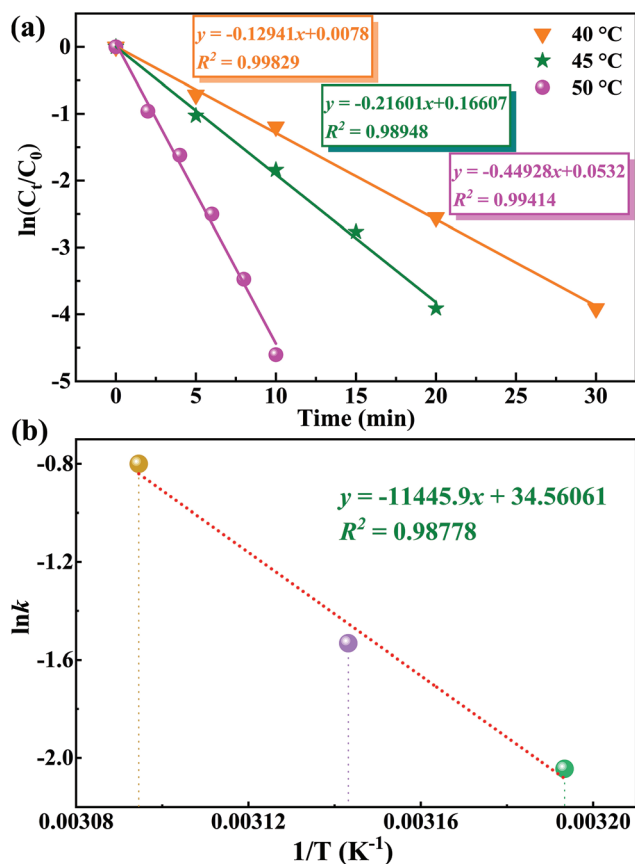 (a)
y = -0.12941x+0.0078
R² = 0.99829
40 °C
45 °C
50 °C
y = -0.21601x+0.16607
R² = 0.98948
y = -0.44928x+0.0532
R² = 0.99414
ln(Cₜ/C₀)
0
-1
-2
-3
-4
-5
0 5 10 15 20 25 30
Time (min)
(b)
y = -11445.9x + 34.56061
R² = 0.98778
lnk
-0.8
-1.2
-1.6
-2.0
0.00308 0.00312 0.00316 0.00320
1/T (K⁻¹)